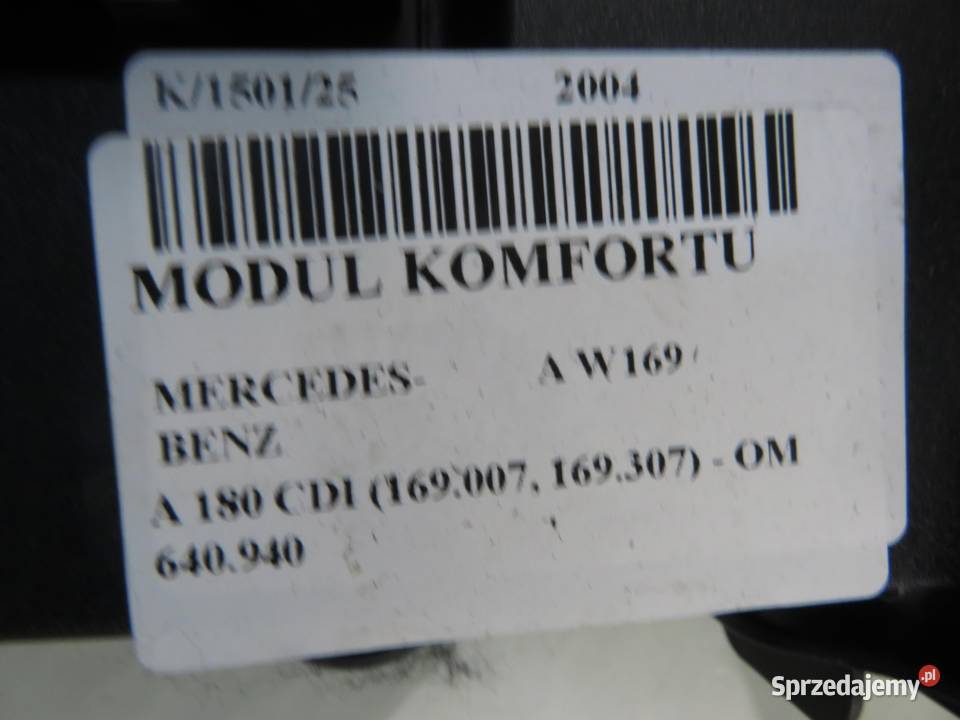 K/1501/25 2004
MODUL KOMFORTU
MERCEDES- A W169 /
BENZ
A 180 CDI (169.007, 169.307) - OM
640.940
Sprzedajemy.pl